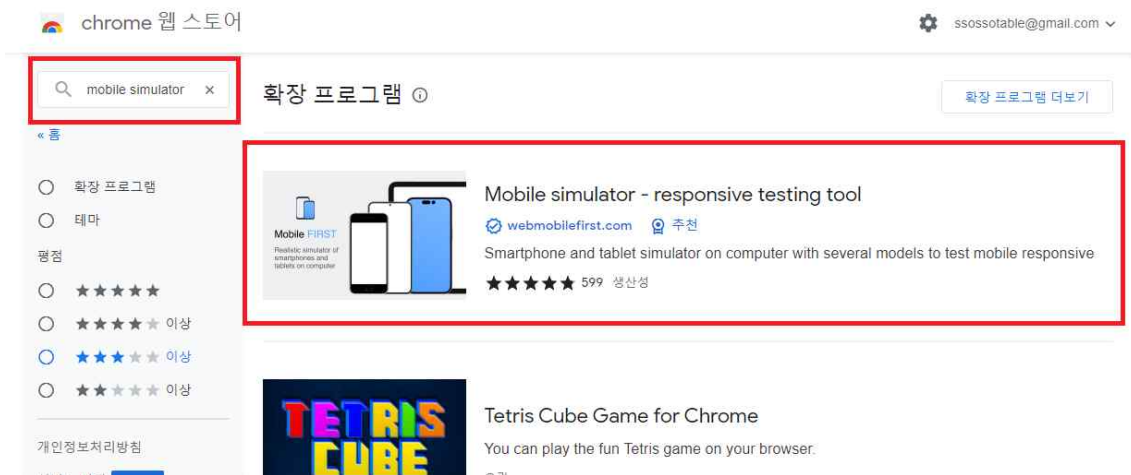 chrome 웹 스토어
ssossotable@gmail.com
mobile simulator ×
확장 프로그램
확장 프로그램 더보기
« 홈
확장 프로그램
테마
평점
이상
이상
이상
개인정보처리방침
Mobile FIRST
Realistic simulator of
smartphones and
tablets on computer
Mobile simulator - responsive testing tool
webmobilefirst.com 추천
Smartphone and tablet simulator on computer with several models to test mobile responsive
599 생산성
TETRIS
CUBE
Tetris Cube Game for Chrome
You can play the fun Tetris game on your browser.